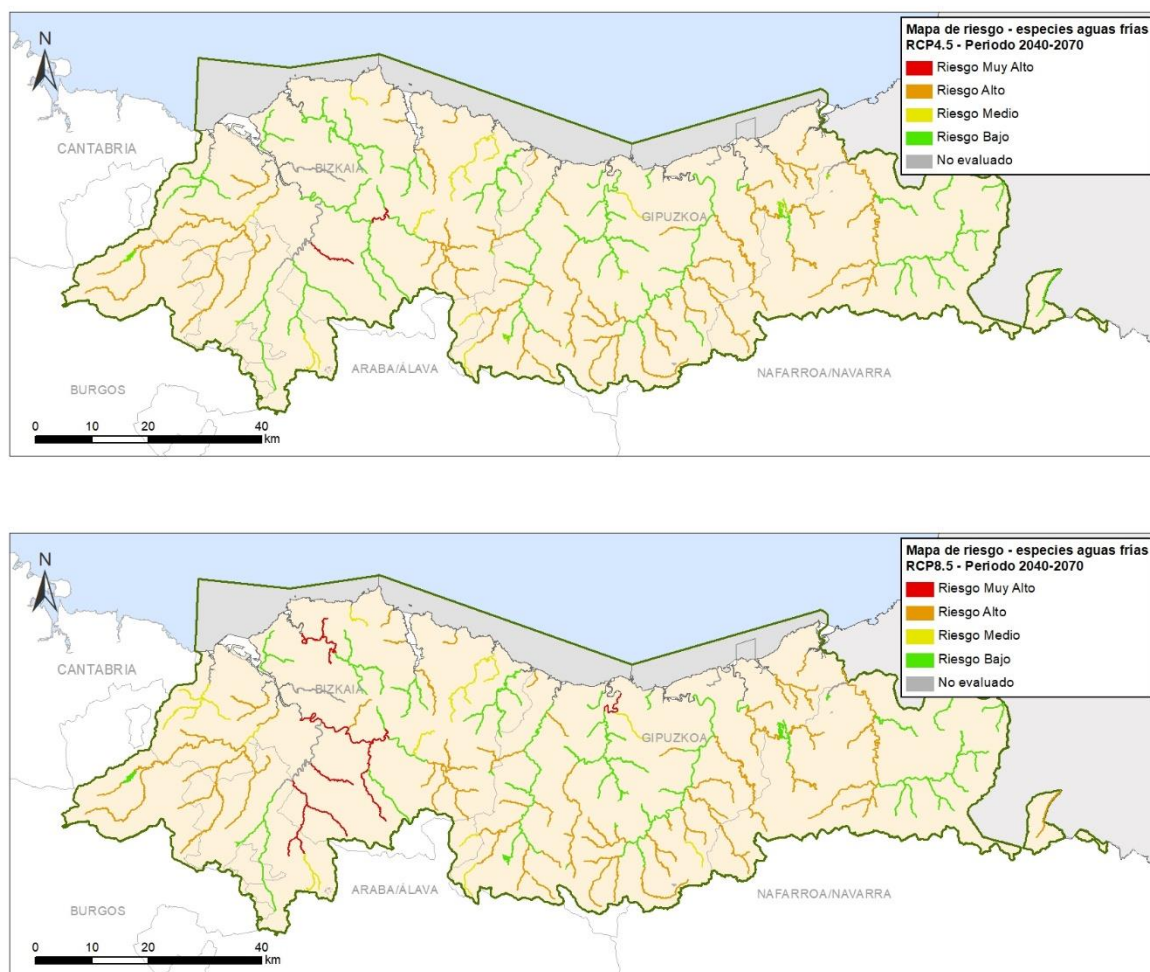 Mapa de riesgo - especies aguas frías
RCP4.5 - Periodo 2040-2070
Riesgo Muy Alto
Riesgo Alto
Riesgo Medio
Riesgo Bajo
No evaluado
N
CANTABRIA
BIZKAIA
GIPUZKOA
ARABA/ÁLAVA
NAFARROA/NAVARRA
BURGOS
0 10 20 40
km
Mapa de riesgo - especies aguas frías
RCP8.5 - Periodo 2040-2070
Riesgo Muy Alto
Riesgo Alto
Riesgo Medio
Riesgo Bajo
No evaluado
N
CANTABRIA
BIZKAIA
GIPUZKOA
ARABA/ÁLAVA
NAFARROA/NAVARRA
BURGOS
0 10 20 40
km